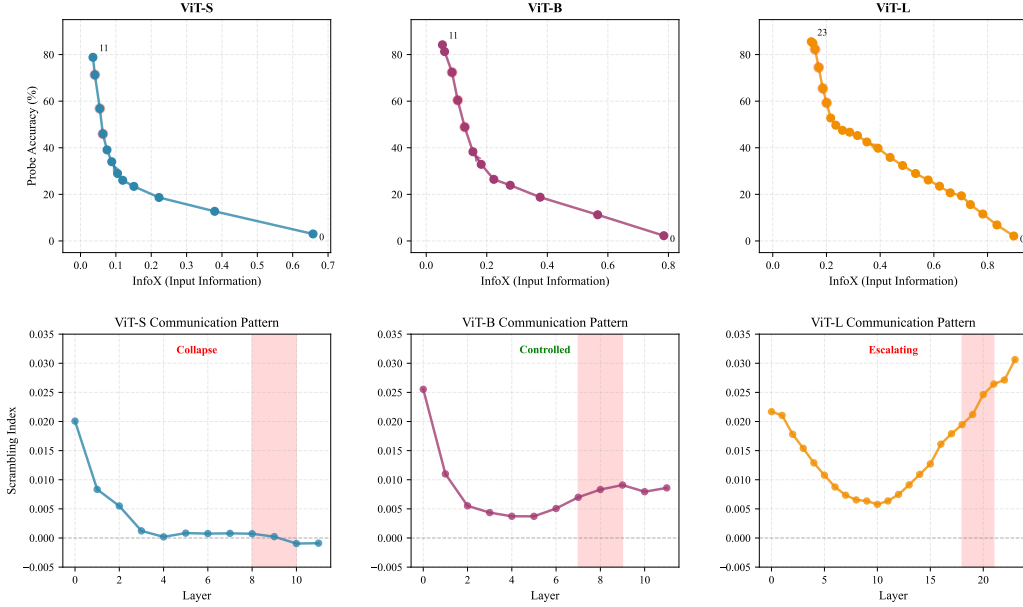 ViT-S
ViT-B
ViT-L
Probe Accuracy (%)
80
60
40
20
0
11
0
0.0 0.1 0.2 0.3 0.4 0.5 0.6 0.7
InfoX (Input Information)
80
60
40
20
0
11
0
0.0 0.2 0.4 0.6 0.8
InfoX (Input Information)
80
60
40
20
0
23
0.0 0.2 0.4 0.6 0.8
InfoX (Input Information)
ViT-S Communication Pattern
Collapse
Scrambling Index
0.035
0.030
0.025
0.020
0.015
0.010
0.005
0.000
−0.005
0 2 4 6 8 10
Layer
ViT-B Communication Pattern
Controlled
0.035
0.030
0.025
0.020
0.015
0.010
0.005
0.000
−0.005
0 2 4 6 8 10
Layer
ViT-L Communication Pattern
Escalating
0.035
0.030
0.025
0.020
0.015
0.010
0.005
0.000
−0.005
0 5 10 15 20
Layer